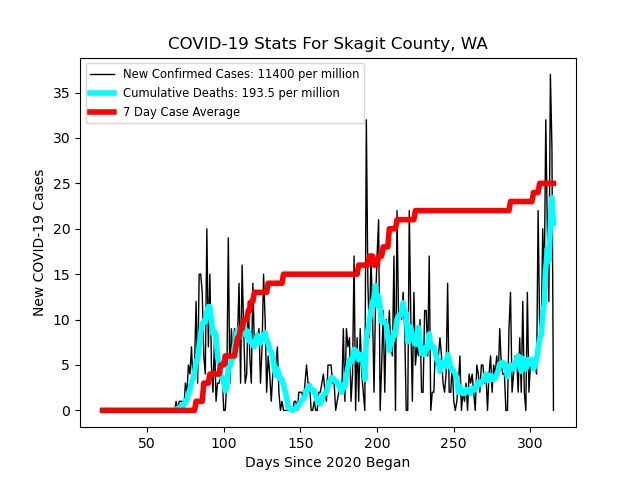 COVID-19 Stats For Skagit County, WA
New Confirmed Cases: 11400 per million
Cumulative Deaths: 193.5 per million
7 Day Case Average
35
30
25
20
15
10
5
0
New COVID-19 Cases
50 100 150 200 250 300
Days Since 2020 Began